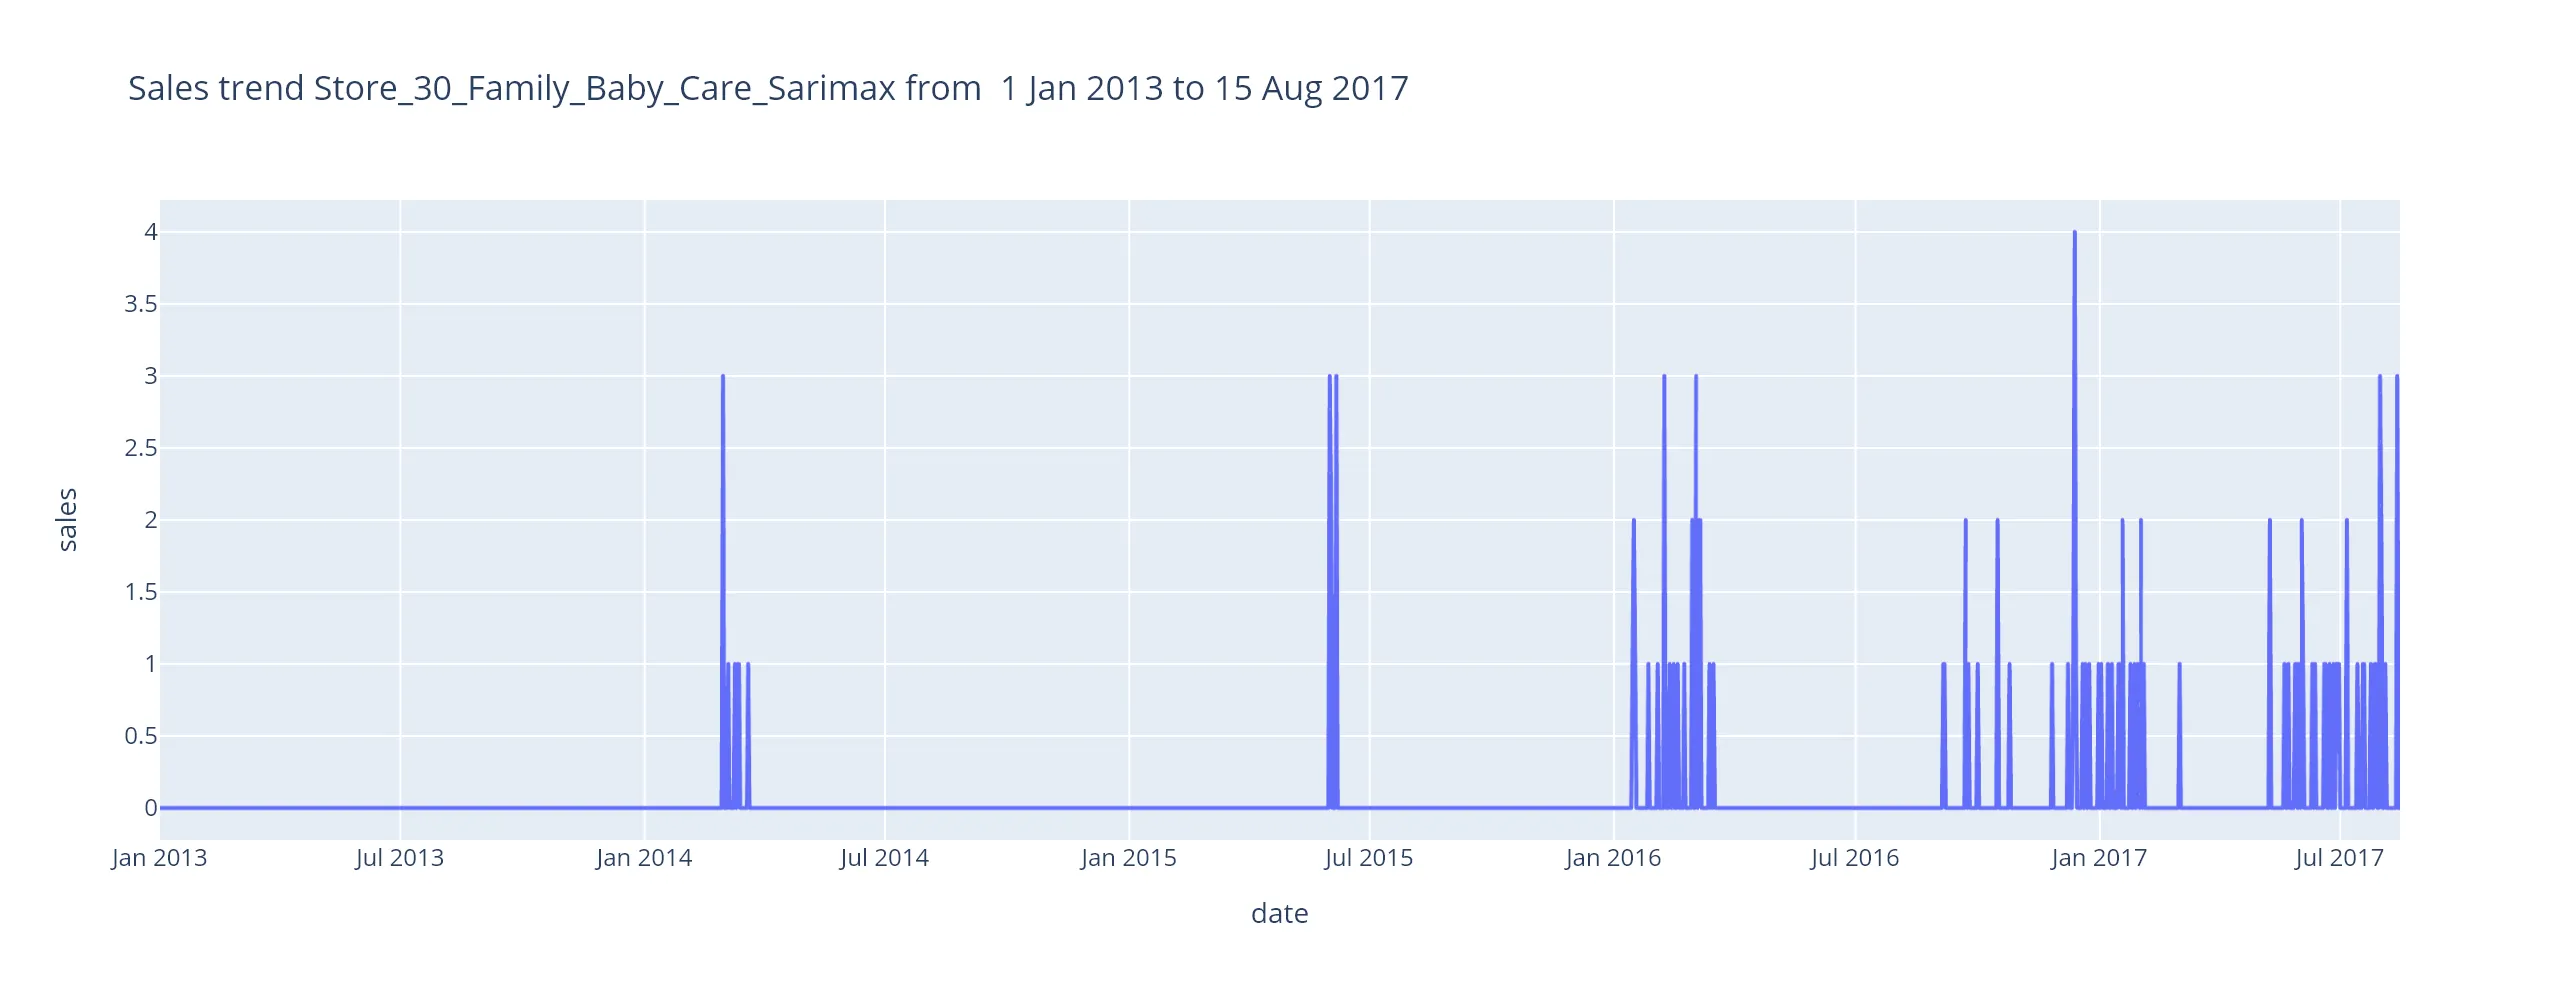 Sales trend Store_30_Family_Baby_Care_Sarimax from  1 Jan 2013 to 15 Aug 2017
4
3.5
3
2.5
2
1.5
1
0.5
0
sales
Jan 2013 Jul 2013 Jan 2014 Jul 2014 Jan 2015 Jul 2015 Jan 2016 Jul 2016 Jan 2017 Jul 2017
date